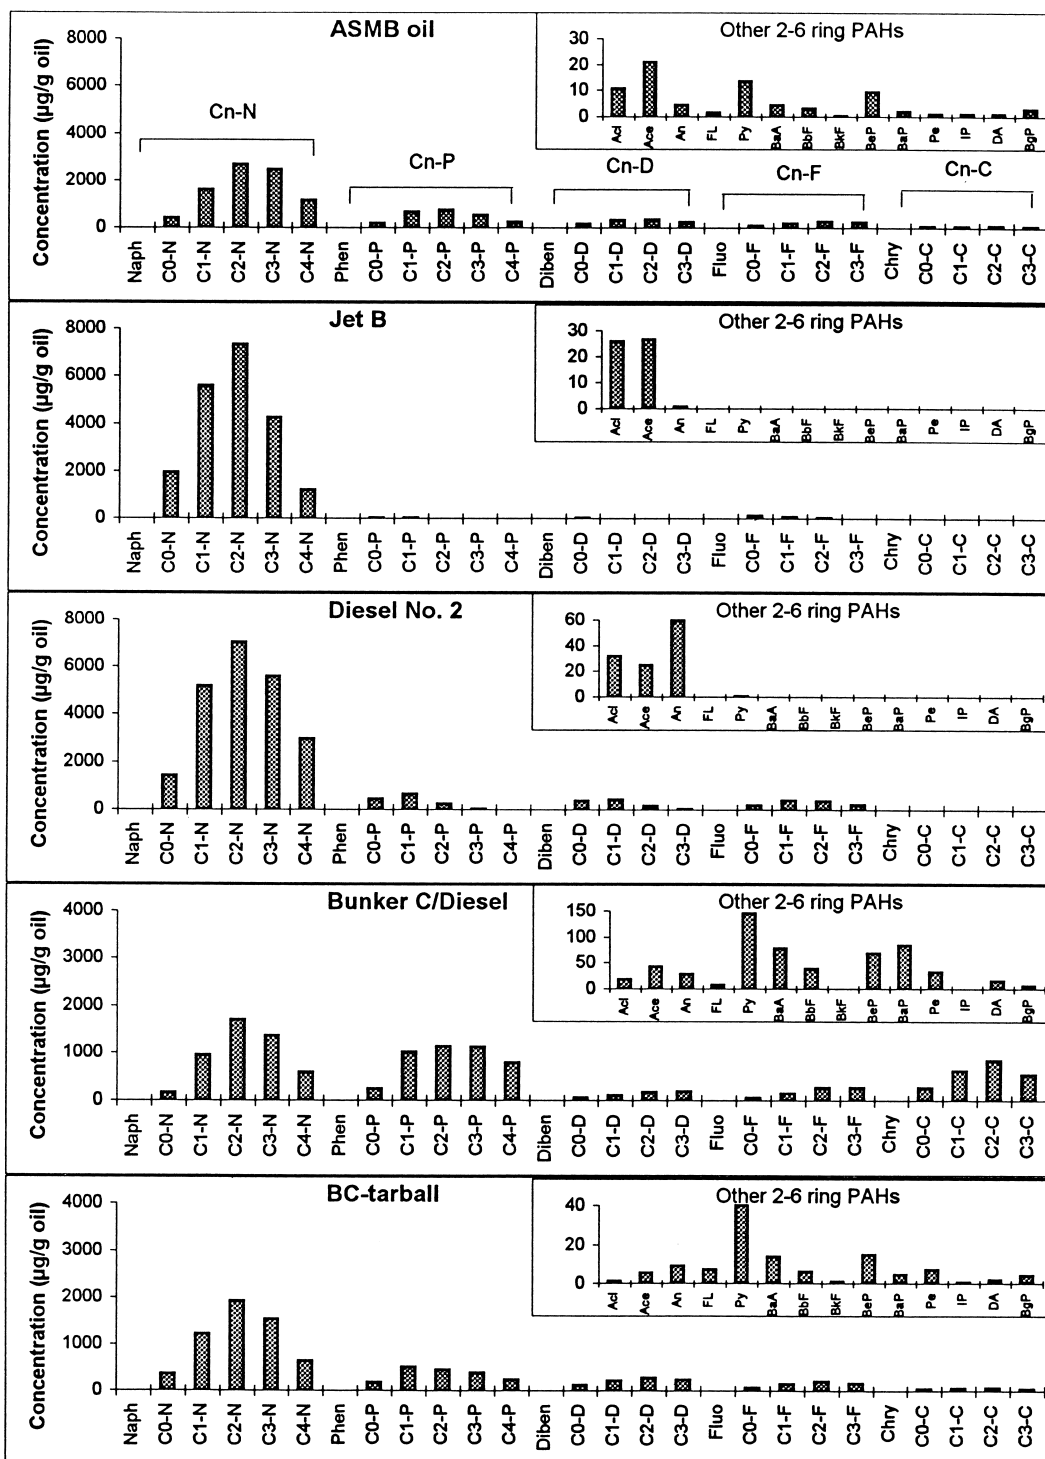 ASMB oil
Other 2-6 ring PAHs
Concentration (µg/g oil)
8000
6000
4000
2000
0
30
20
10
0
Acl Ace An FL Py BaA BbF BkF BeP BaP Pe IP DA BgP
Cn-N
Cn-P
Cn-D
Cn-F
Cn-C
Naph C0-N C1-N C2-N C3-N C4-N Phen C0-P C1-P C2-P C3-P C4-P Diben C0-D C1-D C2-D C3-D Fluo C0-F C1-F C2-F C3-F Chry C0-C C1-C C2-C C3-C
Jet B
Other 2-6 ring PAHs
Concentration (µg/g oil)
8000
6000
4000
2000
0
30
20
10
0
Acl Ace An FL Py BaA BbF BkF BeP BaP Pe IP DA BgP
Naph C0-N C1-N C2-N C3-N C4-N Phen C0-P C1-P C2-P C3-P C4-P Diben C0-D C1-D C2-D C3-D Fluo C0-F C1-F C2-F C3-F Chry C0-C C1-C C2-C C3-C
Diesel No. 2
Other 2-6 ring PAHs
Concentration (µg/g oil)
8000
6000
4000
2000
0
60
40
20
0
Acl Ace An FL Py BaA BbF BkF BeP BaP Pe IP DA BgP
Naph C0-N C1-N C2-N C3-N C4-N Phen C0-P C1-P C2-P C3-P C4-P Diben C0-D C1-D C2-D C3-D Fluo C0-F C1-F C2-F C3-F Chry C0-C C1-C C2-C C3-C
Bunker C/Diesel
Other 2-6 ring PAHs
Concentration (µg/g oil)
4000
3000
2000
1000
0
150
100
50
0
Acl Ace An FL Py BaA BbF BkF BeP BaP Pe IP DA BgP
Naph C0-N C1-N C2-N C3-N C4-N Phen C0-P C1-P C2-P C3-P C4-P Diben C0-D C1-D C2-D C3-D Fluo C0-F C1-F C2-F C3-F Chry C0-C C1-C C2-C C3-C
BC-tarball
Other 2-6 ring PAHs
Concentration (µg/g oil)
4000
3000
2000
1000
0
40
20
0
Acl Ace An FL Py BaA BbF BkF BeP BaP Pe IP DA BgP
Naph C0-N C1-N C2-N C3-N C4-N Phen C0-P C1-P C2-P C3-P C4-P Diben C0-D C1-D C2-D C3-D Fluo C0-F C1-F C2-F C3-F Chry C0-C C1-C C2-C C3-C